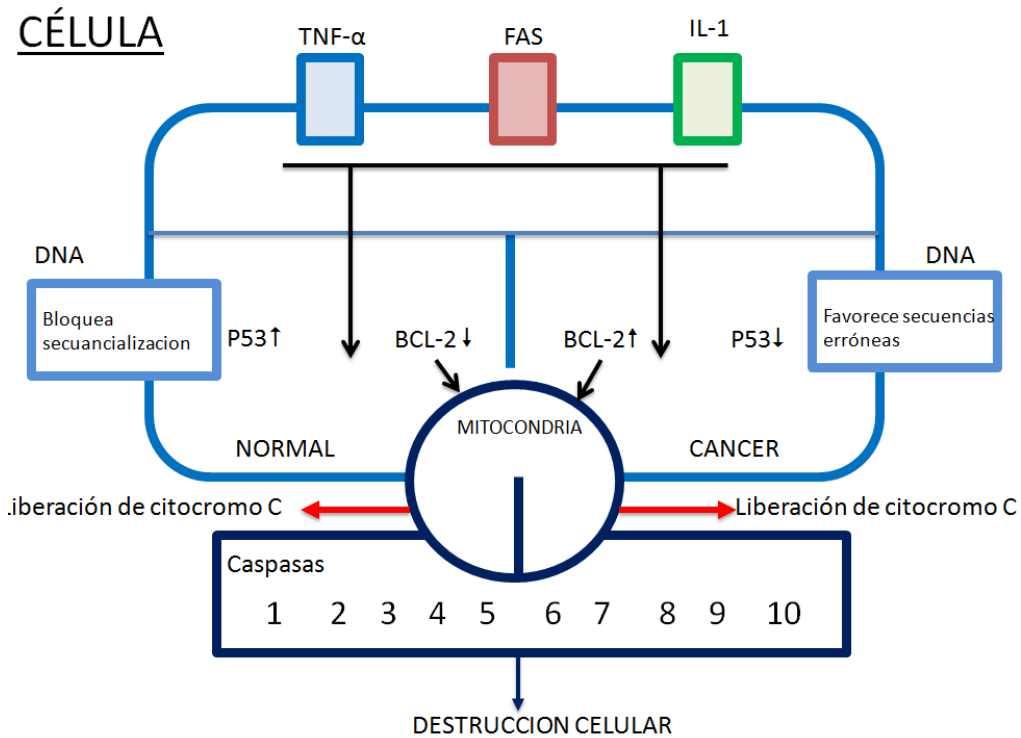 CÉLULA
TNF-α
FAS
IL-1
DNA
DNA
Bloquea
secuancializacion
P53↑
BCL-2↓
BCL-2↑
P53↓
Favorece secuencias
erróneas
MITOCONDRIA
NORMAL
CANCER
Liberación de citocromo C
Liberación de citocromo C
Caspasas
1 2 3 4 5 6 7 8 9 10
DESTRUCCION CELULAR